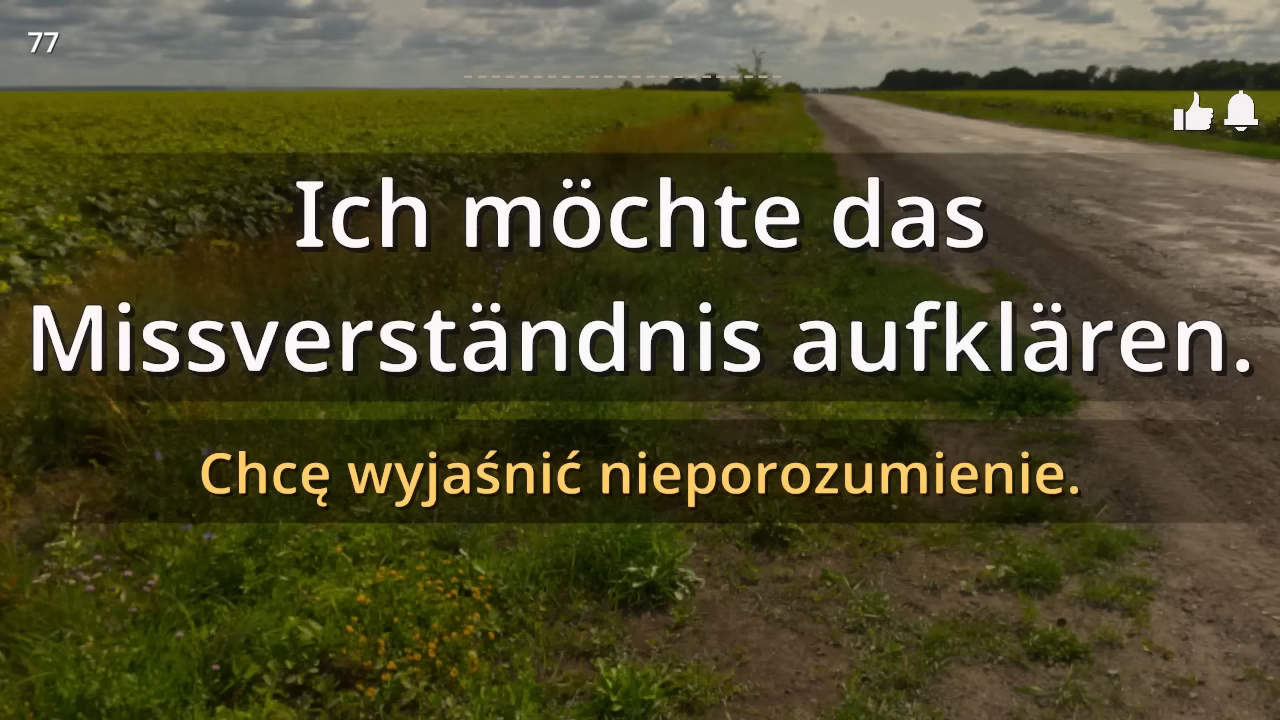 77
Ich möchte das
Missverständnis aufklären.
Chcę wyjaśnić nieporozumienie.